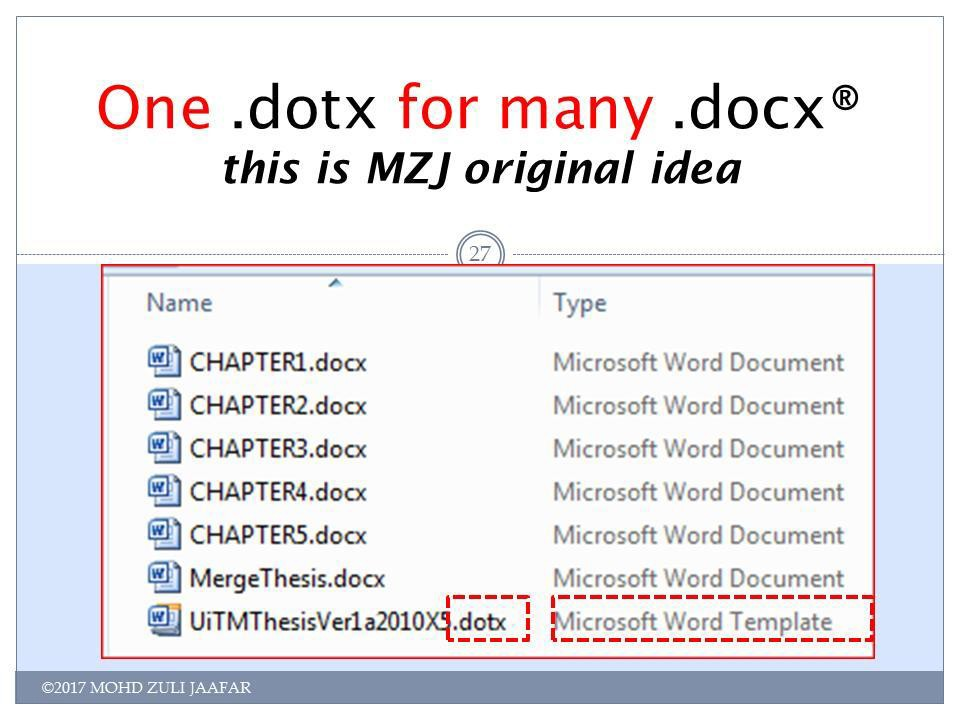 One .dotx for many .docx®
this is MZJ original idea
27
Name Type
CHAPTER1.docx Microsoft Word Document
CHAPTER2.docx Microsoft Word Document
CHAPTER3.docx Microsoft Word Document
CHAPTER4.docx Microsoft Word Document
CHAPTER5.docx Microsoft Word Document
MergeThesis.docx Microsoft Word Document
UiTMThesisVer1a2010X5.dotx Microsoft Word Template
©2017 MOHD ZULI JAAFAR